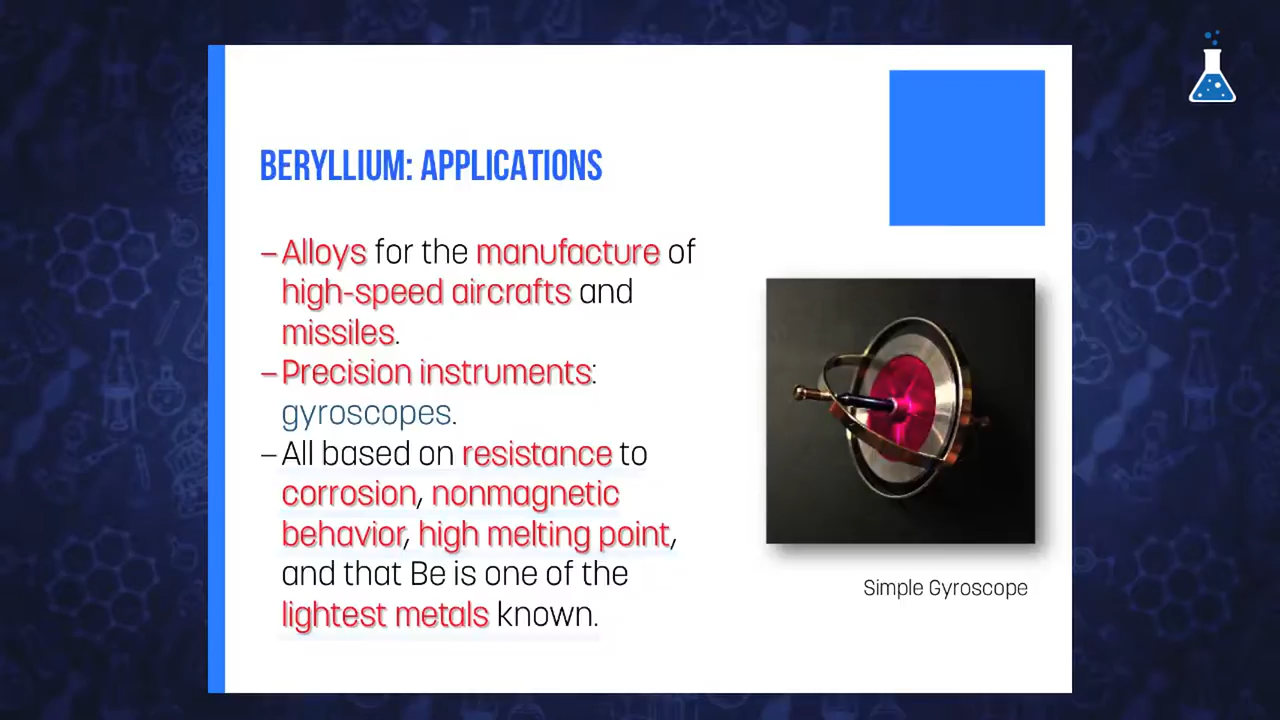 BERYLLIUM: APPLICATIONS
–Alloys for the manufacture of
high-speed aircrafts and
missiles.
–Precision instruments:
gyroscopes.
–All based on resistance to
corrosion, nonmagnetic
behavior, high melting point,
and that Be is one of the
lightest metals known.
Simple Gyroscope